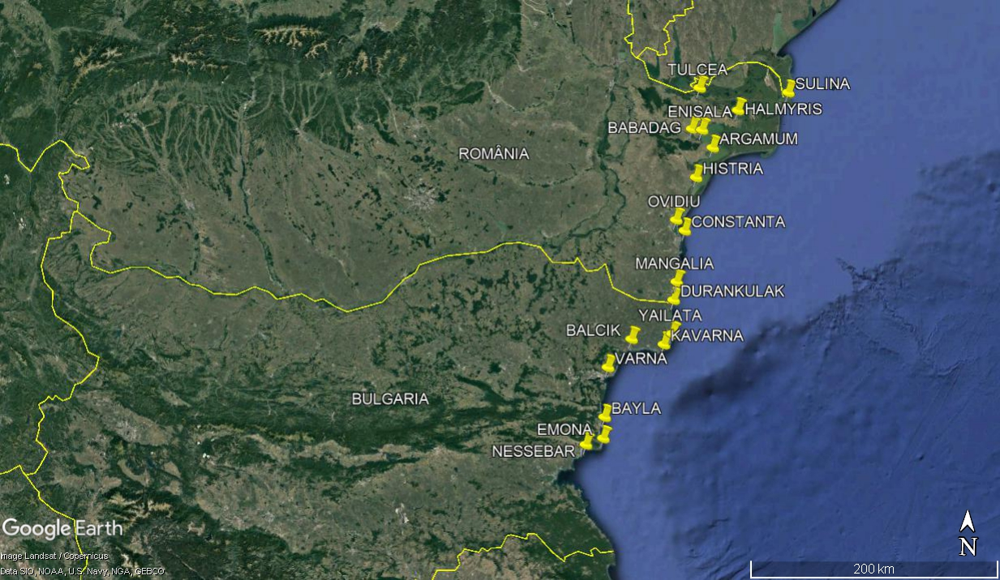 TULCEA
SULINA
ENISALA
HALMYRIS
BABADAG
ARGAMUM
ROMÂNIA
HISTRIA
OVIDIU
CONSTANTA
MANGALIA
DURANKULAK
YAILATA
BALCIK
KAVARNA
VARNA
BULGARIA
BAYLA
EMONA
NESSEBAR
Google Earth
Image Landsat / Copernicus
Data SIO, NOAA, U.S. Navy, NGA, GEBCO
N
200 km